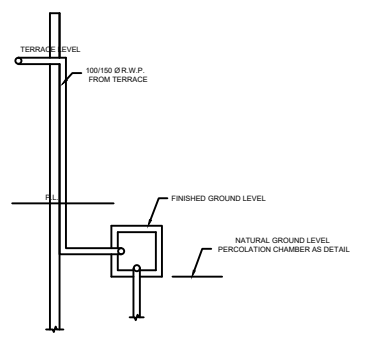 TERRACE LEVEL
100/150 Ø R.W.P.
FROM TERRACE
P.L.
FINISHED GROUND LEVEL
NATURAL GROUND LEVEL
PERCOLATION CHAMBER AS DETAIL